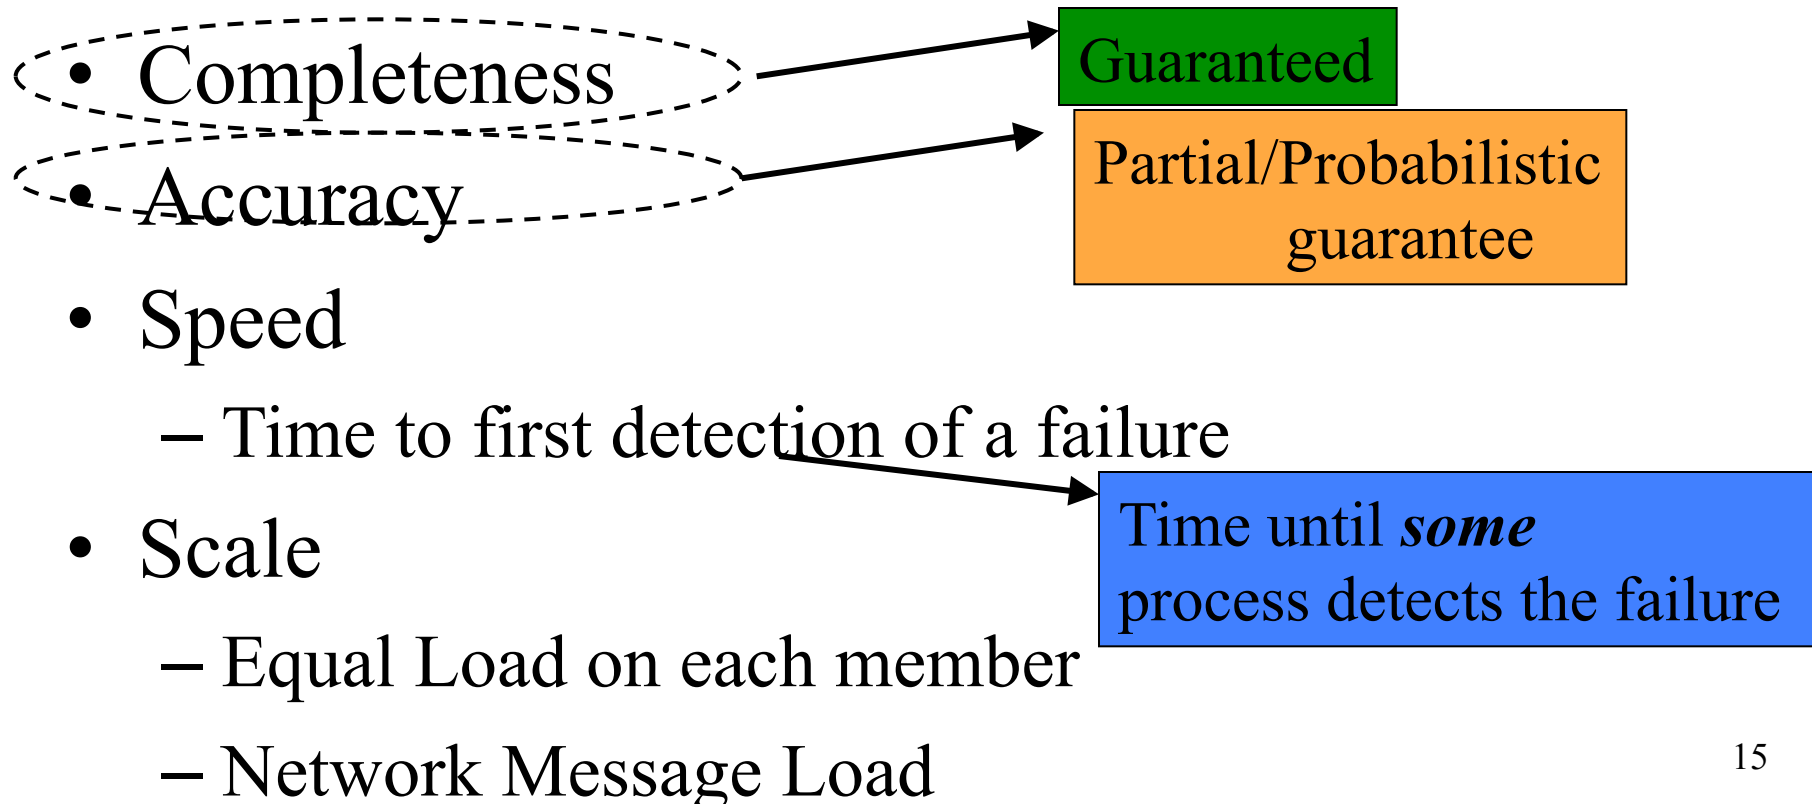 • Completeness
Guaranteed
• Accuracy
Partial/Probabilistic
guarantee
• Speed
– Time to first detection of a failure
Time until some
process detects the failure
• Scale
– Equal Load on each member
– Network Message Load
15